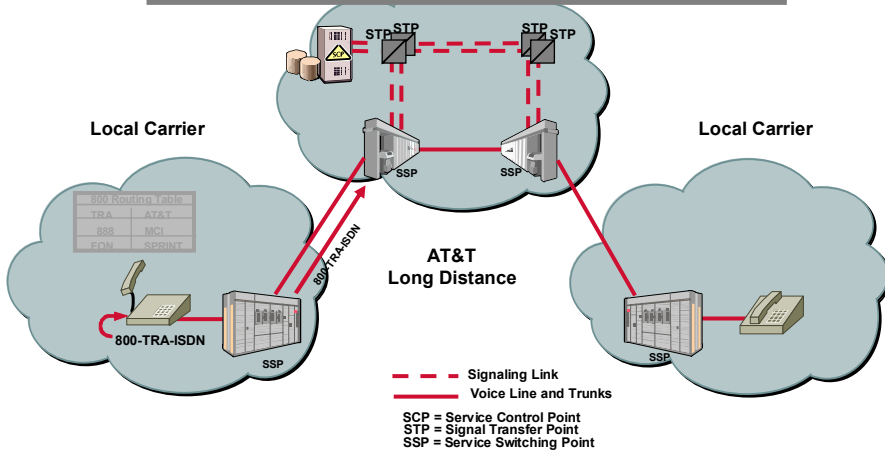 STP
STP
STP
STP
SCP
Local Carrier
Local Carrier
SSP
SSP
800 Routing Table
TRA AT&T
888 MCI
EON SPRINT
800-TRA-ISDN
AT&T
Long Distance
800-TRA-ISDN
SSP
SSP
Signaling Link
Voice Line and Trunks
SCP = Service Control Point
STP = Signal Transfer Point
SSP = Service Switching Point